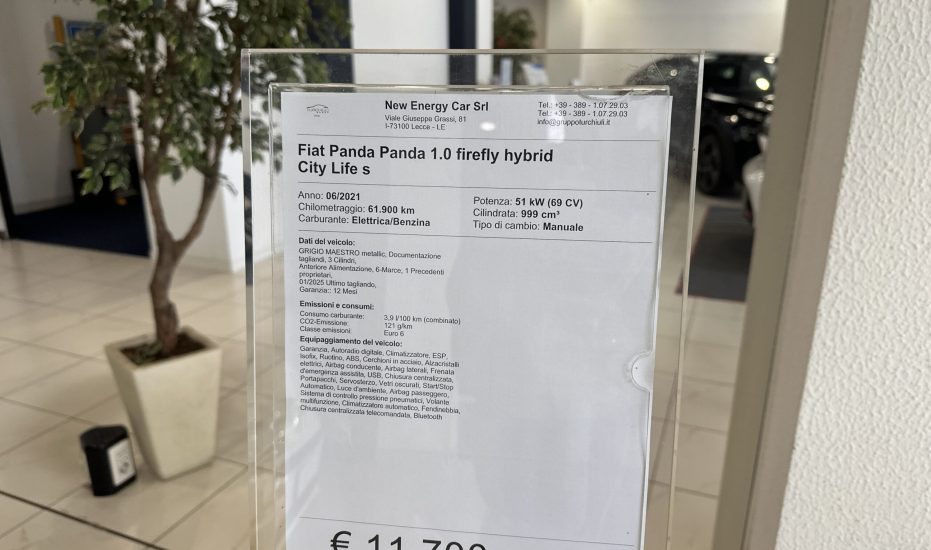 New Energy Car Srl
Viale Giuseppe Grassi, 81
I-73100 Lecce - LE
Tel.: +39 - 389 - 1.07.29.03
Tel.: +39 - 389 - 1.07.29.03
info@gruppoturchiuli.it
Fiat Panda Panda 1.0 firefly hybrid
City Life s
Anno: 06/2021
Chilometraggio: 61.900 km
Carburante: Elettrica/Benzina
Potenza: 51 kW (69 CV)
Cilindrata: 999 cm³
Tipo di cambio: Manuale
Dati del veicolo:
GRIGIO MAESTRO metallic, Documentazione
tagliandi, 3 Cilindri,
Anteriore Alimentazione, 6-Marce, 1 Precedenti
proprietari,
01/2025 Ultimo tagliando,
Garanzia:: 12 Mesi
Emissioni e consumi:
Consumo carburante: 3,9 l/100 km (combinato)
CO2-Emissione: 121 g/km
Classe emissioni Euro 6
Equipaggiamento del veicolo:
Garanzia, Autoradio digitale, Climatizzatore, ESP,
Isofix, Ruotino, ABS, Cerchioni in acciaio, Alzacristalli
elettrici, Airbag conducente, Airbag laterali, Frenata
d'emergenza assistita, USB, Chiusura centralizzata,
Portapacchi, Servosterzo, Vetri oscurati, Start/Stop
Automatico, Luce d'ambiente, Airbag passeggero,
Sistema di controllo pressione pneumatici, Volante
multifunzione, Climatizzatore automatico, Fendinebbia,
Chiusura centralizzata telecomandata, Bluetooth
€ 11.790